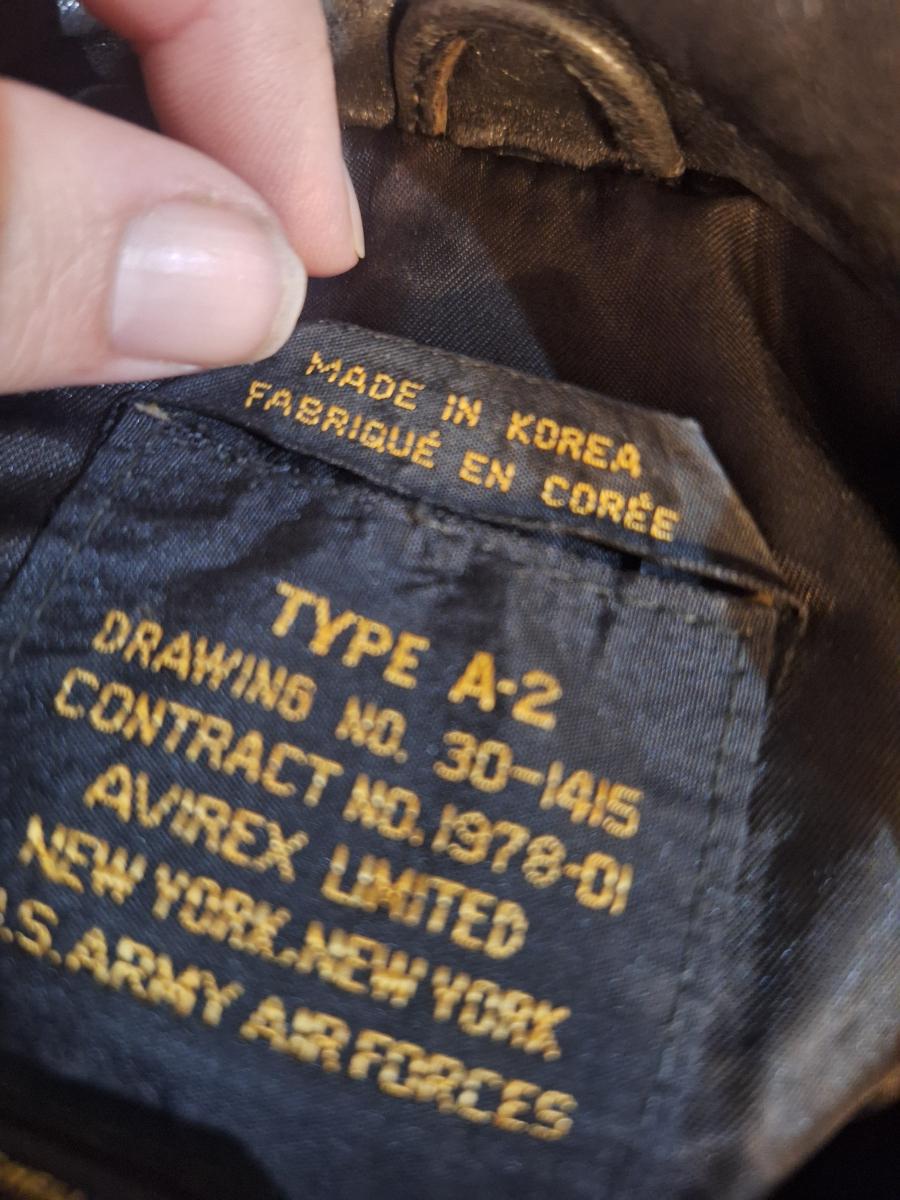 MADE IN KOREA
FABRIQUÉ EN CORÉE
TYPE A-2
DRAWING NO. 30-1415
CONTRACT NO. 1978-01
AVIREX LIMITED
NEW YORK, NEW YORK
U.S. ARMY AIR FORCES